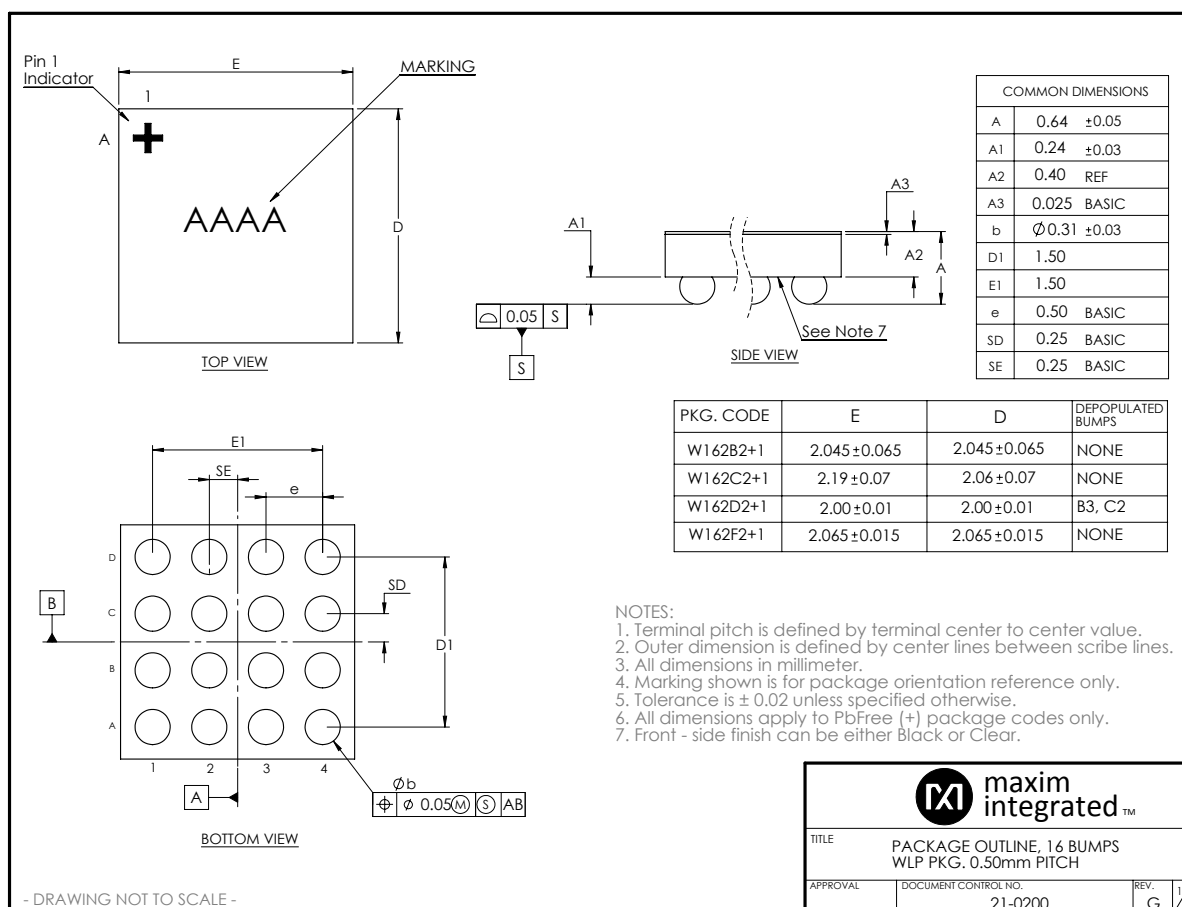 Pin 1
Indicator
1
A
E
MARKING
AAAA
D
TOP VIEW
A1
A3
A2
A
0.05 S
S
See Note 7
SIDE VIEW
COMMON DIMENSIONS
A 0.64 ±0.05
A1 0.24 ±0.03
A2 0.40 REF
A3 0.025 BASIC
b Ø0.31 ±0.03
D1 1.50
E1 1.50
e 0.50 BASIC
SD 0.25 BASIC
SE 0.25 BASIC
PKG. CODE E D DEPOPULATED BUMPS
W162B2+1 2.045±0.065 2.045±0.065 NONE
W162C2+1 2.19±0.07 2.06±0.07 NONE
W162D2+1 2.00±0.01 2.00±0.01 B3, C2
W162F2+1 2.065±0.015 2.065±0.015 NONE
E1
SE
e
D
C
B
A
B
SD
D1
1 2 3 4
A
Øb
⌖ Ø 0.05Ⓜ Ⓢ AB
BOTTOM VIEW
NOTES:
1. Terminal pitch is defined by terminal center to center value.
2. Outer dimension is defined by center lines between scribe lines.
3. All dimensions in millimeter.
4. Marking shown is for package orientation reference only.
5. Tolerance is ± 0.02 unless specified otherwise.
6. All dimensions apply to PbFree (+) package codes only.
7. Front - side finish can be either Black or Clear.
maxim
integrated™
TITLE
PACKAGE OUTLINE, 16 BUMPS
WLP PKG. 0.50mm PITCH
APPROVAL
DOCUMENT CONTROL NO.
21-0200
REV.
G
- DRAWING NOT TO SCALE -